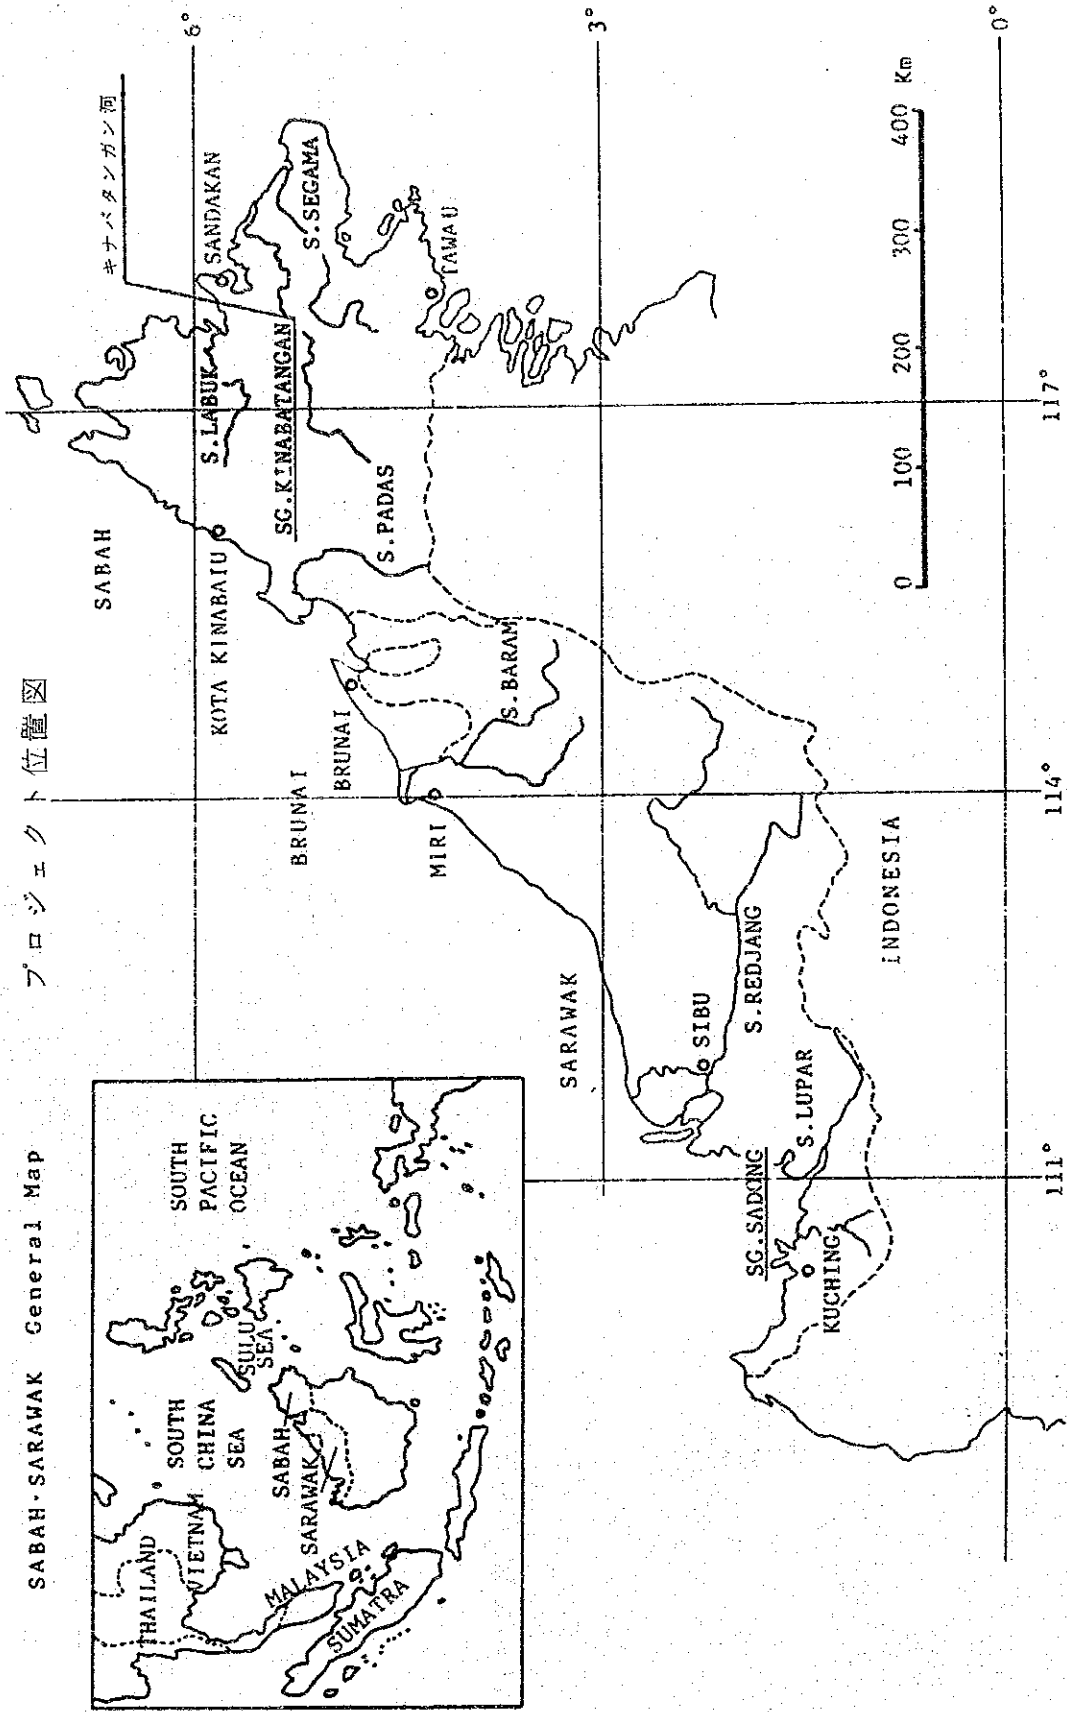 SABAH・SARAWAK General Map
プロジェクト位置図
THAILAND
VIETNAM
SOUTH
CHINA
SEA
SULU
SEA
SOUTH
PACIFIC
OCEAN
SABAH
SARAWAK
MALAYSIA
SUMATRA
SABAH
キナバタンガン河
6°
KOTA KINABAIU
S.LABUK
SANDAKAN
SG.KINABATANGAN
S.SEGAMA
BRUNAI
BRUNAI
S.PADAS
MIRI
TAWAU
S.BARAM
SARAWAK
3°
SIBU
S.REDJANG
SG.SADONG
S.LUPAR
KUCHING
INDONESIA
0 100 200 300 400 Km
0°
111°
114°
117°